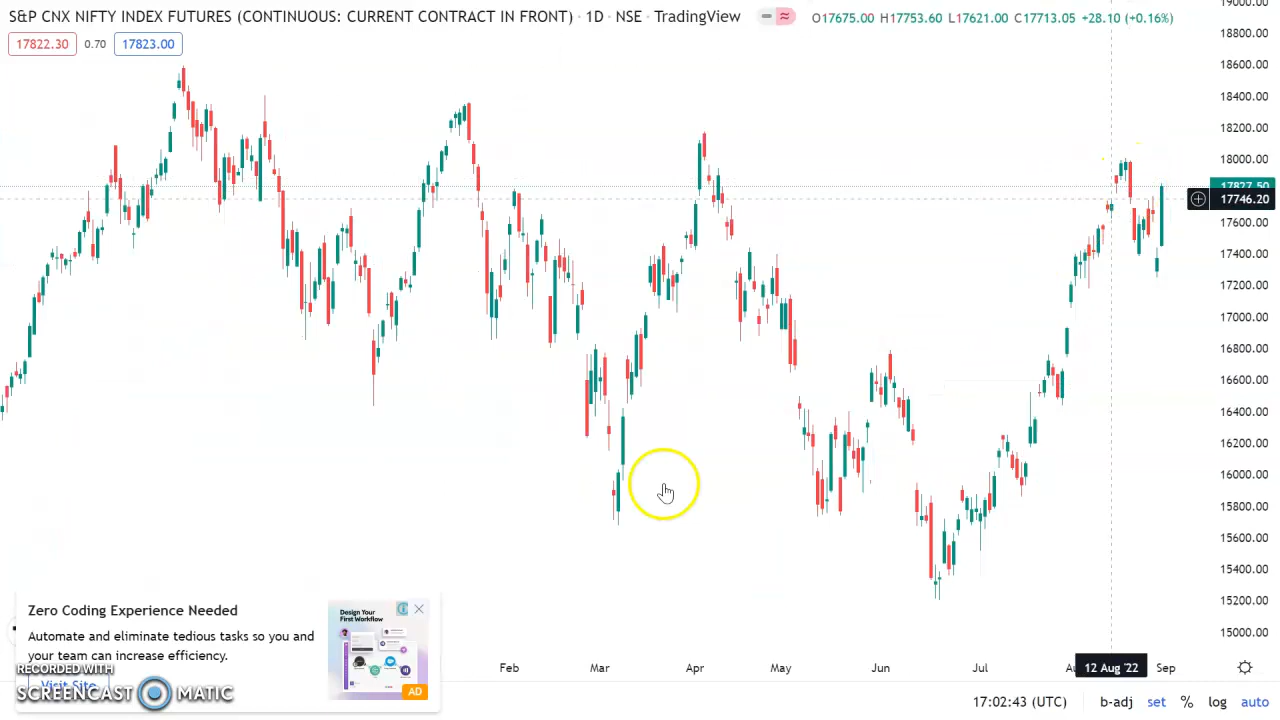 S&P CNX NIFTY INDEX FUTURES (CONTINUOUS: CURRENT CONTRACT IN FRONT) · 1D · NSE · TradingView
O17675.00 H17753.60 L17621.00 C17713.05 +28.10 (+0.16%)
17822.30 0.70 17823.00
19000.00
18800.00
18600.00
18400.00
18200.00
18000.00
17827.50
17746.20
17600.00
17400.00
17200.00
17000.00
16800.00
16600.00
16400.00
16200.00
16000.00
15800.00
15600.00
15400.00
15200.00
15000.00
Zero Coding Experience Needed
Automate and eliminate tedious tasks so you and
your team can increase efficiency.
Visit Site
Design Your
First Workflow
AD
RECORDED WITH
SCREENCAST MATIC
Feb Mar Apr May Jun Jul 12 Aug '22 Sep
17:02:43 (UTC) b-adj set % log auto